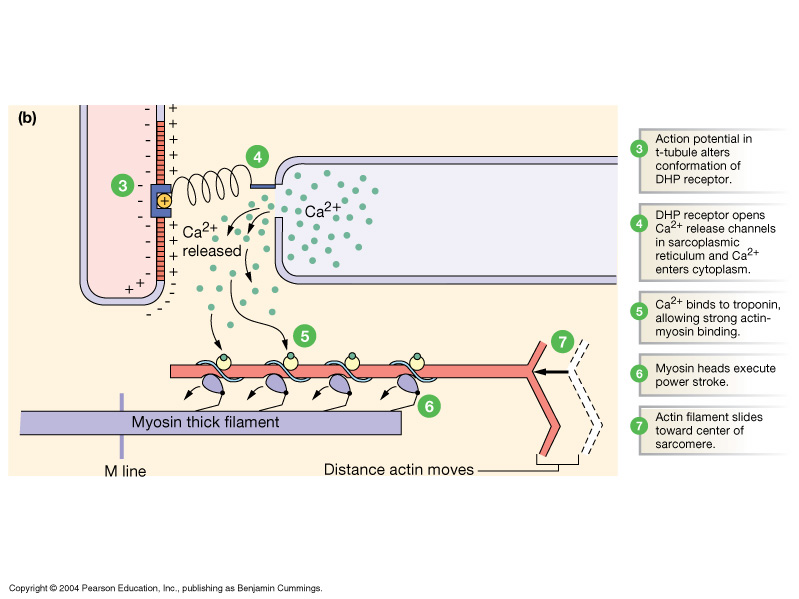 (b)
3
4
Ca2+
Ca2+
released
5
7
6
Myosin thick filament
M line
Distance actin moves
3
Action potential in
t-tubule alters
conformation of
DHP receptor.
4
DHP receptor opens
Ca2+ release channels
in sarcoplasmic
reticulum and Ca2+
enters cytoplasm.
5
Ca2+ binds to troponin,
allowing strong actin-
myosin binding.
6
Myosin heads execute
power stroke.
7
Actin filament slides
toward center of
sarcomere.
Copyright © 2004 Pearson Education, Inc., publishing as Benjamin Cummings.